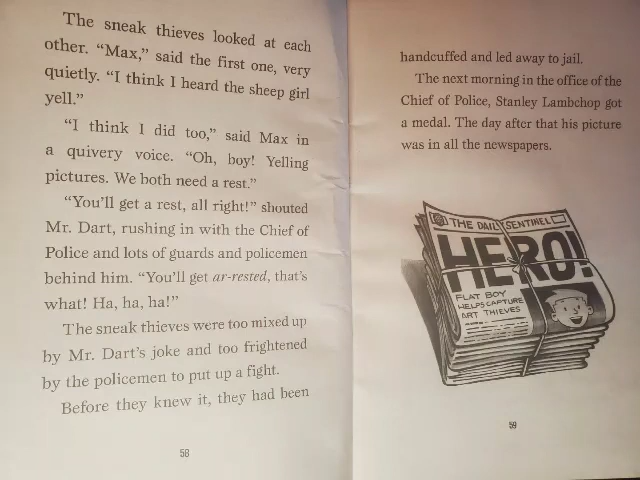 The sneak thieves looked at each
other. “Max,” said the first one, very
quietly. “I think I heard the sheep girl
yell.”
“I think I did too,” said Max in
a quivery voice. “Oh, boy! Yelling
pictures. We both need a rest.”
“You’ll get a rest, all right!” shouted
Mr. Dart, rushing in with the Chief of
Police and lots of guards and policemen
behind him. “You’ll get ar-rested, that’s
what! Ha, ha, ha!”
The sneak thieves were too mixed up
by Mr. Dart’s joke and too frightened
by the policemen to put up a fight.
Before they knew it, they had been
58
handcuffed and led away to jail.
The next morning in the office of the
Chief of Police, Stanley Lambchop got
a medal. The day after that his picture
was in all the newspapers.
THE DAILY SENTINEL
HERO!
FLAT BOY
HELPS CAPTURE
ART THIEVES
59